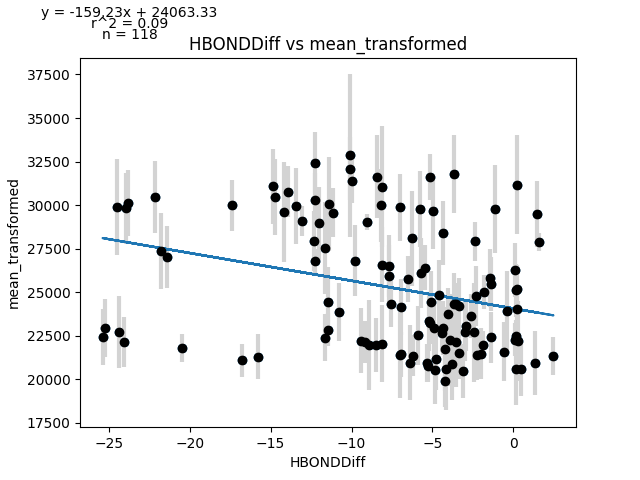 y = -159.23x + 24063.33
r^2 = 0.09
n = 118
HBONDDiff vs mean_transformed
37500
35000
32500
30000
27500
25000
22500
20000
17500
mean_transformed
−25
−20
−15
−10
−5
0
HBONDDiff